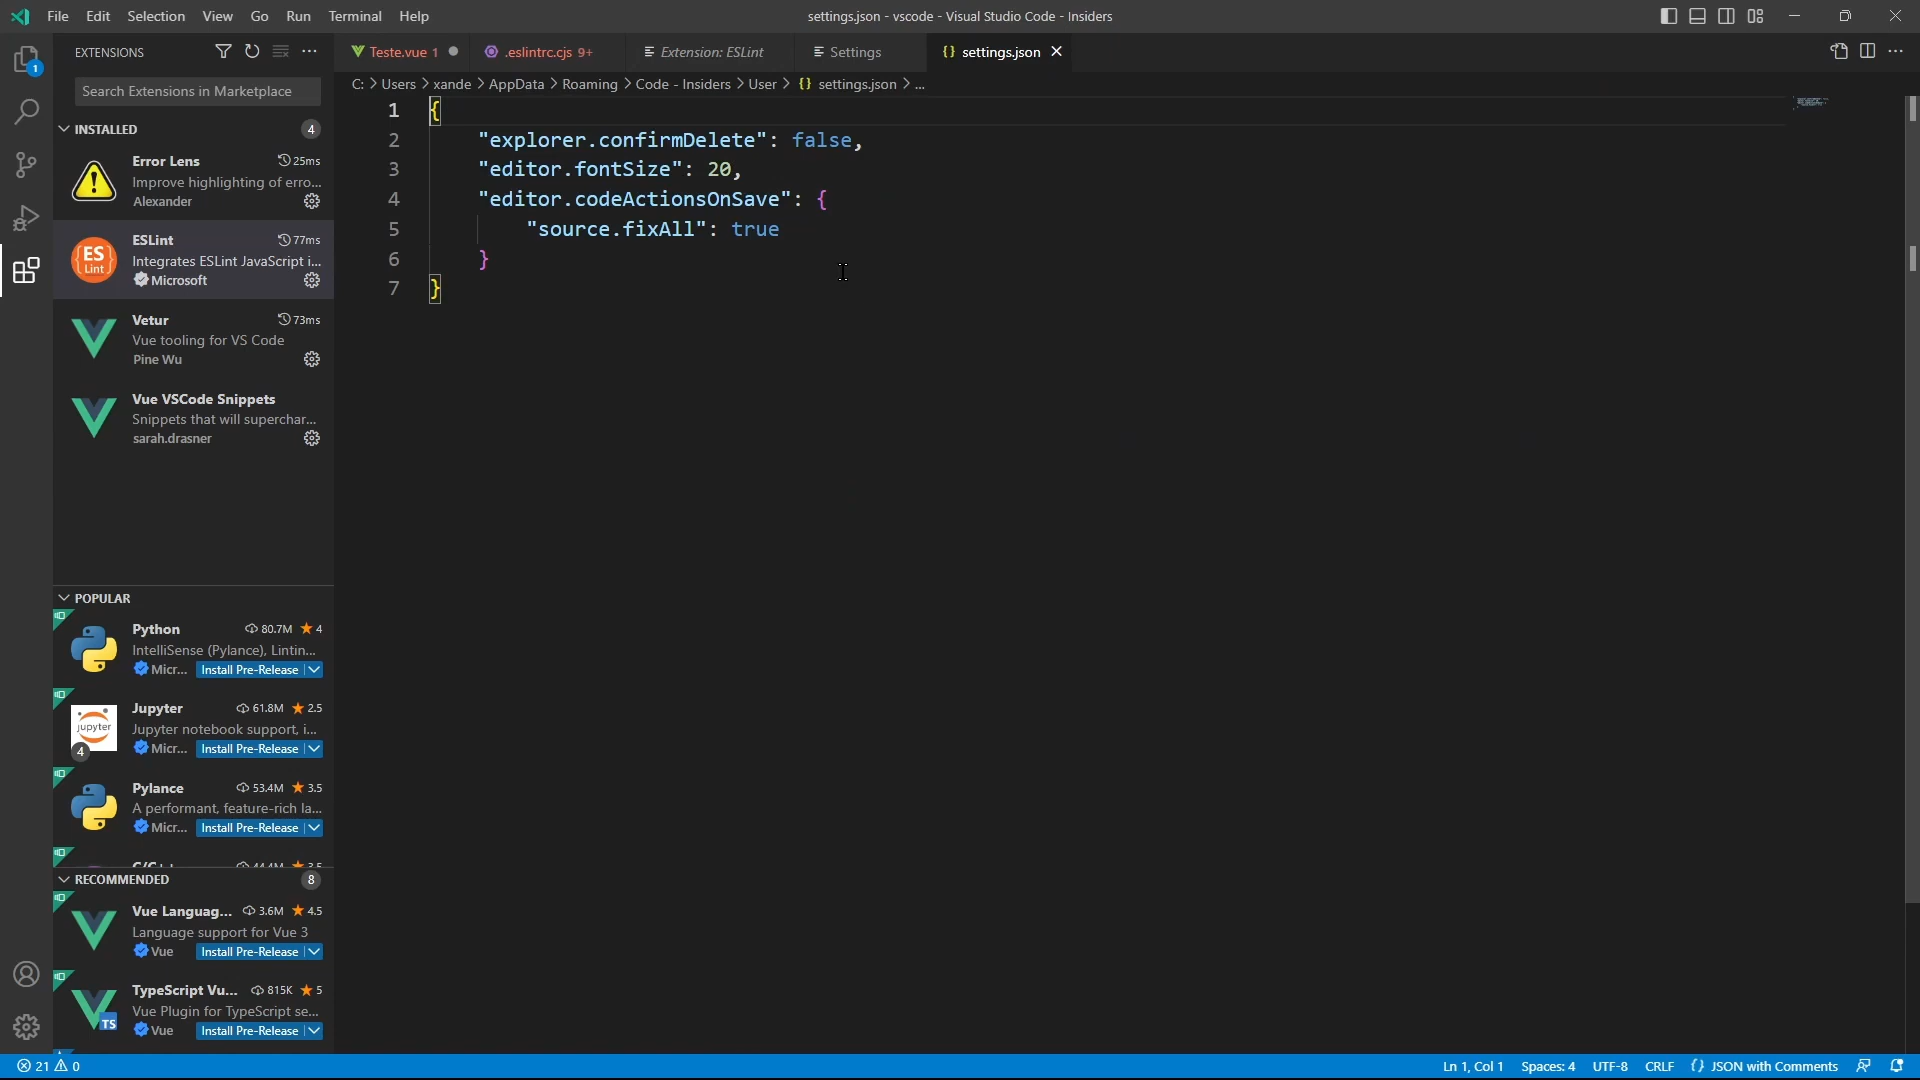 File Edit Selection View Go Run Terminal Help
settings.json - vscode - Visual Studio Code - Insiders
EXTENSIONS
Teste.vue 1
.eslintrc.cjs 9+
Extension: ESLint
Settings
{} settings.json
C: > Users > xande > AppData > Roaming > Code - Insiders > User > {} settings.json > ...
Search Extensions in Marketplace
INSTALLED 4
Error Lens 25ms
Improve highlighting of erro...
Alexander
ESLint 77ms
Integrates ESLint JavaScript i...
Microsoft
ES
Lint
Vetur 73ms
Vue tooling for VS Code
Pine Wu
Vue VSCode Snippets
Snippets that will superchar...
sarah.drasner
POPULAR
Python 80.7M 4
IntelliSense (Pylance), Lintin...
Micr... Install Pre-Release
Jupyter 61.8M 2.5
Jupyter notebook support, i...
Micr... Install Pre-Release
jupyter
4
Pylance 53.4M 3.5
A performant, feature-rich la...
Micr... Install Pre-Release
RECOMMENDED 8
Vue Languag... 3.6M 4.5
Language support for Vue 3
Vue Install Pre-Release
TypeScript Vu... 815K 5
Vue Plugin for TypeScript se...
Vue Install Pre-Release
TS
1
1 {
2 "explorer.confirmDelete": false,
3 "editor.fontSize": 20,
4 "editor.codeActionsOnSave": {
5 "source.fixAll": true
6 }
7 }
21 0
Ln 1, Col 1 Spaces: 4 UTF-8 CRLF {} JSON with Comments